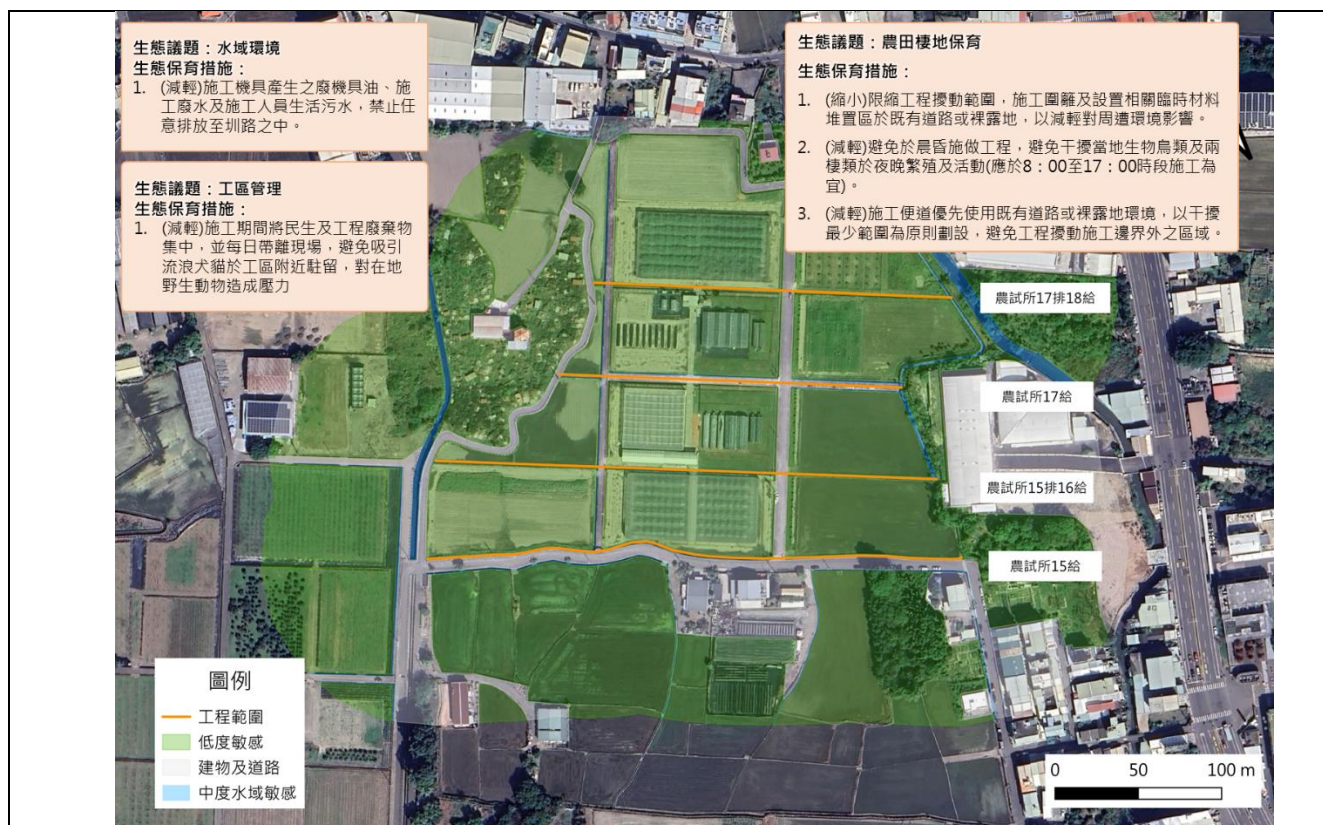 生態議題：水域環境
生態保育措施：
1. (減輕)施工機具產生之廢機具油、施
工廢水及施工人員生活污水，禁止任
意排放至圳路之中。
生態議題：工區管理
生態保育措施：
1. (減輕)施工期間將民生及工程廢棄物
集中，並每日帶離現場，避免吸引
流浪犬貓於工區附近駐留，對在地
野生動物造成壓力
生態議題：農田棲地保育
生態保育措施：
1. (縮小)限縮工程擾動範圍，施工圍籬及設置相關臨時材料
堆置區於既有道路或裸露地，以減輕對周遭環境影響。
2. (減輕)避免於晨昏施做工程，避免干擾當地生物鳥類及兩
棲類於夜晚繁殖及活動(應於8：00至17：00時段施工為
宜)。
3. (減輕)施工便道優先使用既有道路或裸露地環境，以干擾
最少範圍為原則劃設，避免工程擾動施工邊界外之區域。
農試所17排18給
農試所17給
農試所15排16給
農試所15給
圖例
工程範圍
低度敏感
建物及道路
中度水域敏感
0 50 100 m